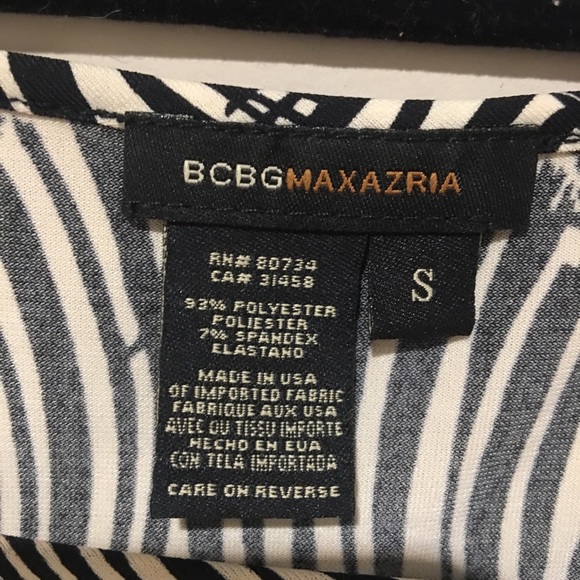 BCBGMAXAZRIA
RN# 80734
CA# 31458
93% POLYESTER
POLIESTER
7% SPANDEX
ELASTANO
MADE IN USA
OF IMPORTED FABRIC
FABRIQUE AUX USA
AVEC OU TISSU IMPORTE
HECHO EN EUA
CON TELA IMPORTADA
CARE ON REVERSE
S